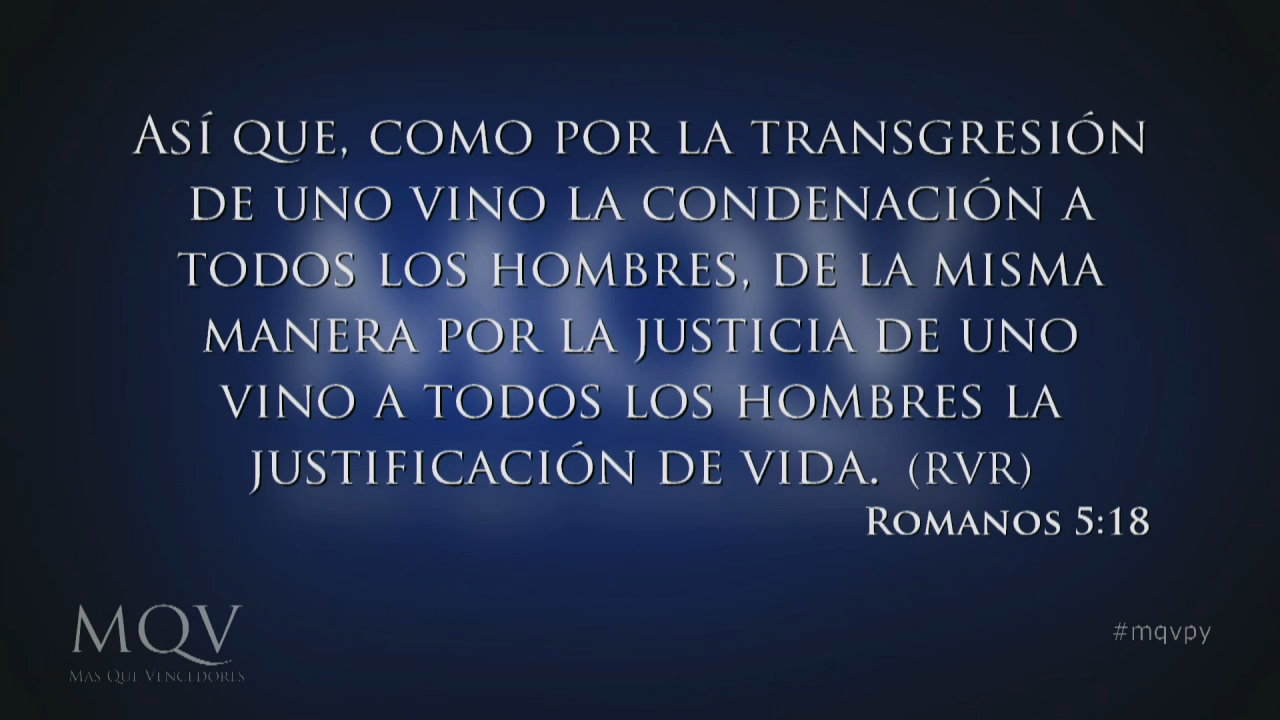 Así que, como por la transgresión
de uno vino la condenación a
todos los hombres, de la misma
manera por la justicia de uno
vino a todos los hombres la
justificación de vida. (RVR)
Romanos 5:18
MQV
Mas Que Vencedores
#mqvpy